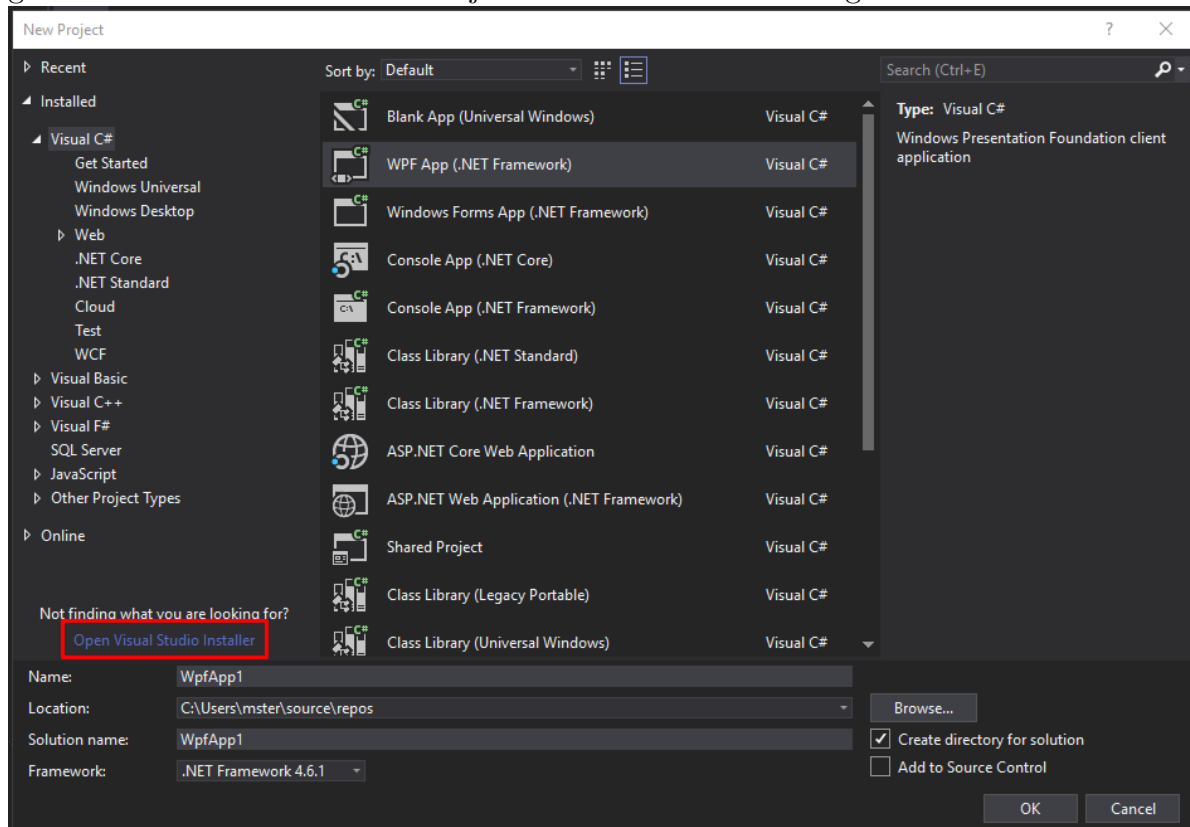 New Project
?
Recent
Installed
Visual C#
Get Started
Windows Universal
Windows Desktop
Web
.NET Core
.NET Standard
Cloud
Test
WCF
Visual Basic
Visual C++
Visual F#
SQL Server
JavaScript
Other Project Types
Online
Not finding what you are looking for?
Open Visual Studio Installer
Sort by: Default
Blank App (Universal Windows) Visual C#
WPF App (.NET Framework) Visual C#
Windows Forms App (.NET Framework) Visual C#
Console App (.NET Core) Visual C#
Console App (.NET Framework) Visual C#
Class Library (.NET Standard) Visual C#
Class Library (.NET Framework) Visual C#
ASP.NET Core Web Application Visual C#
ASP.NET Web Application (.NET Framework) Visual C#
Shared Project Visual C#
Class Library (Legacy Portable) Visual C#
Class Library (Universal Windows) Visual C#
Search (Ctrl+E)
Type: Visual C#
Windows Presentation Foundation client
application
Name: WpfApp1
Location: C:\Users\mster\source\repos
Browse...
Solution name: WpfApp1
Create directory for solution
Framework: .NET Framework 4.6.1
Add to Source Control
OK Cancel